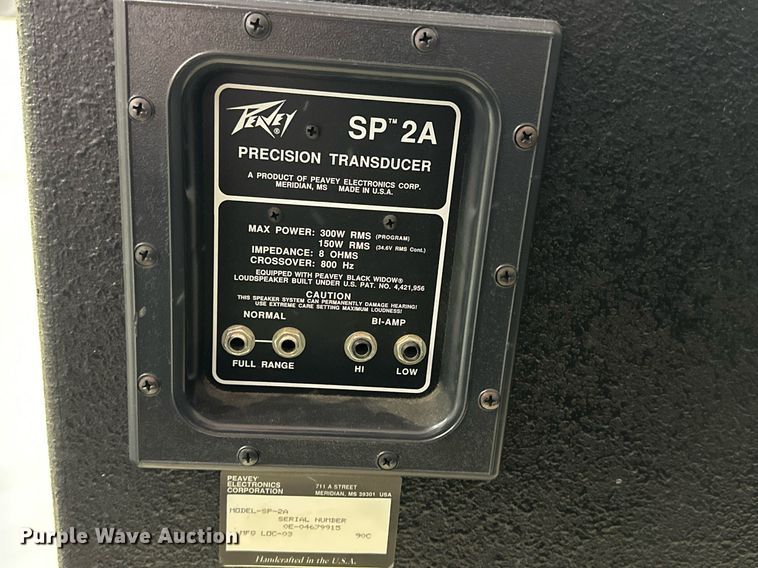 PEAVEY®
SP™ 2A
PRECISION TRANSDUCER
A PRODUCT OF PEAVEY ELECTRONICS CORP.
MERIDIAN, MS MADE IN U.S.A.
MAX POWER: 300W RMS (PROGRAM)
150W RMS (34.6V RMS Cont.)
IMPEDANCE: 8 OHMS
CROSSOVER: 800 Hz
EQUIPPED WITH PEAVEY BLACK WIDOW®
LOUDSPEAKER BUILT UNDER U.S. PAT. NO. 4,421,956
CAUTION
THIS SPEAKER SYSTEM CAN PERMANENTLY DAMAGE HEARING!
USE EXTREME CARE SETTING MAXIMUM LOUDNESS!
NORMAL BI-AMP
FULL RANGE HI LOW
PEAVEY
ELECTRONICS
CORPORATION
711 A STREET
MERIDIAN, MS 39301 USA
MODEL-SP-2A
SERIAL NUMBER
OE-04679915
MFG LOC-03 90C
Handcrafted in the U.S.A.
Purple Wave Auction